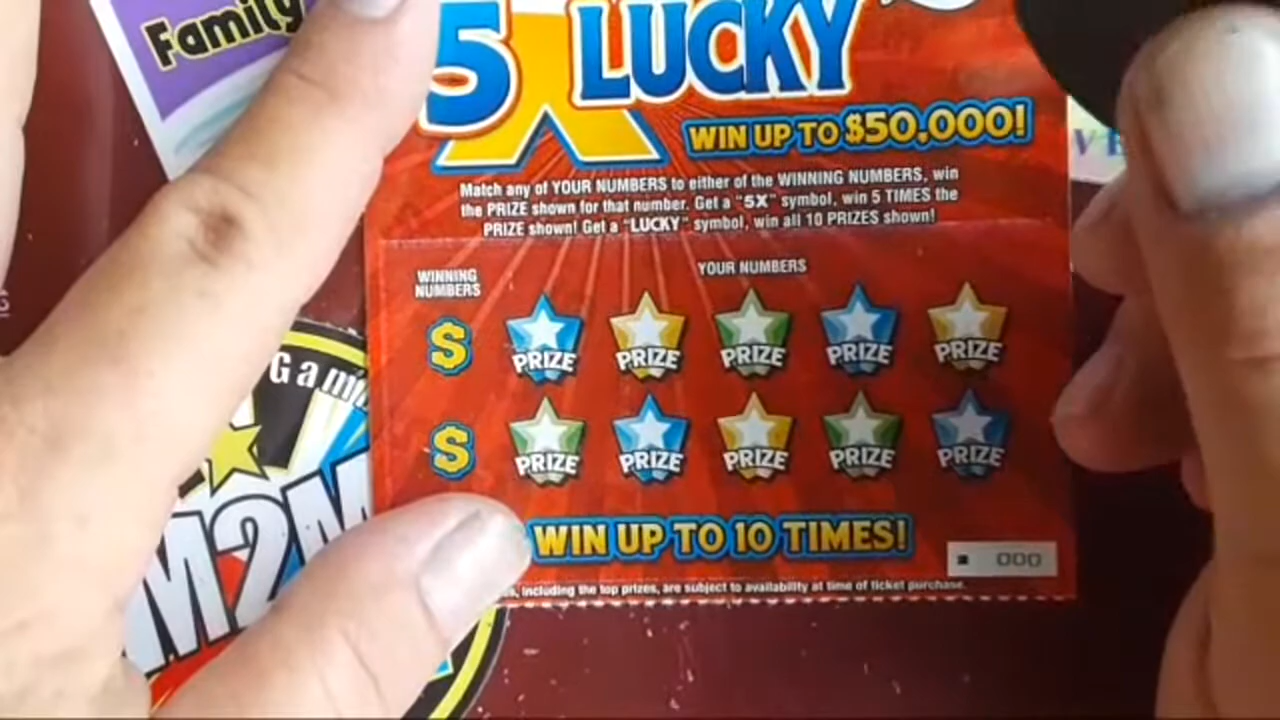 Family
5X LUCKY
WIN UP TO $50,000!
Match any of YOUR NUMBERS to either of the WINNING NUMBERS, win
the PRIZE shown for that number. Get a "5X" symbol, win 5 TIMES the
PRIZE shown! Get a "LUCKY" symbol, win all 10 PRIZES shown!
WINNING
NUMBERS
YOUR NUMBERS
$ PRIZE PRIZE PRIZE PRIZE PRIZE
$ PRIZE PRIZE PRIZE PRIZE PRIZE
WIN UP TO 10 TIMES!
000
including the top prizes, are subject to availability at time of ticket purchase.
M2M